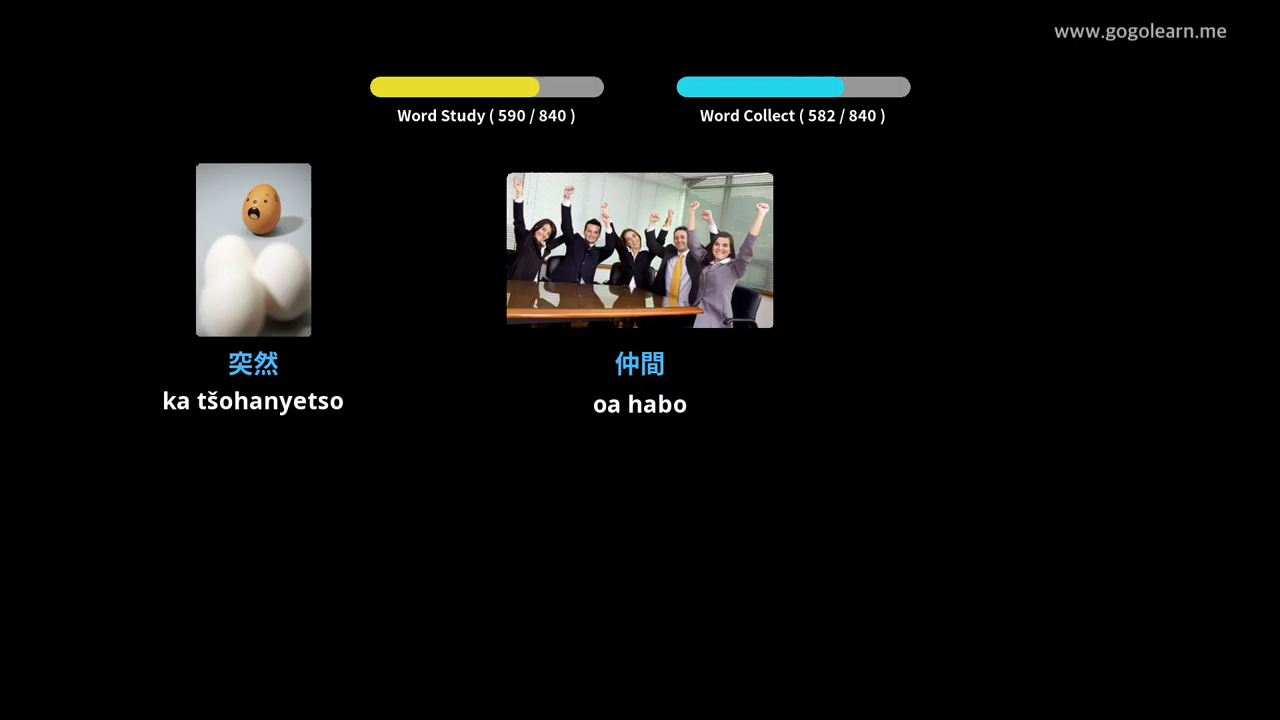 www.gogolearn.me
Word Study ( 590 / 840 )
Word Collect ( 582 / 840 )
突然
ka tšohanyetso
仲間
oa habo